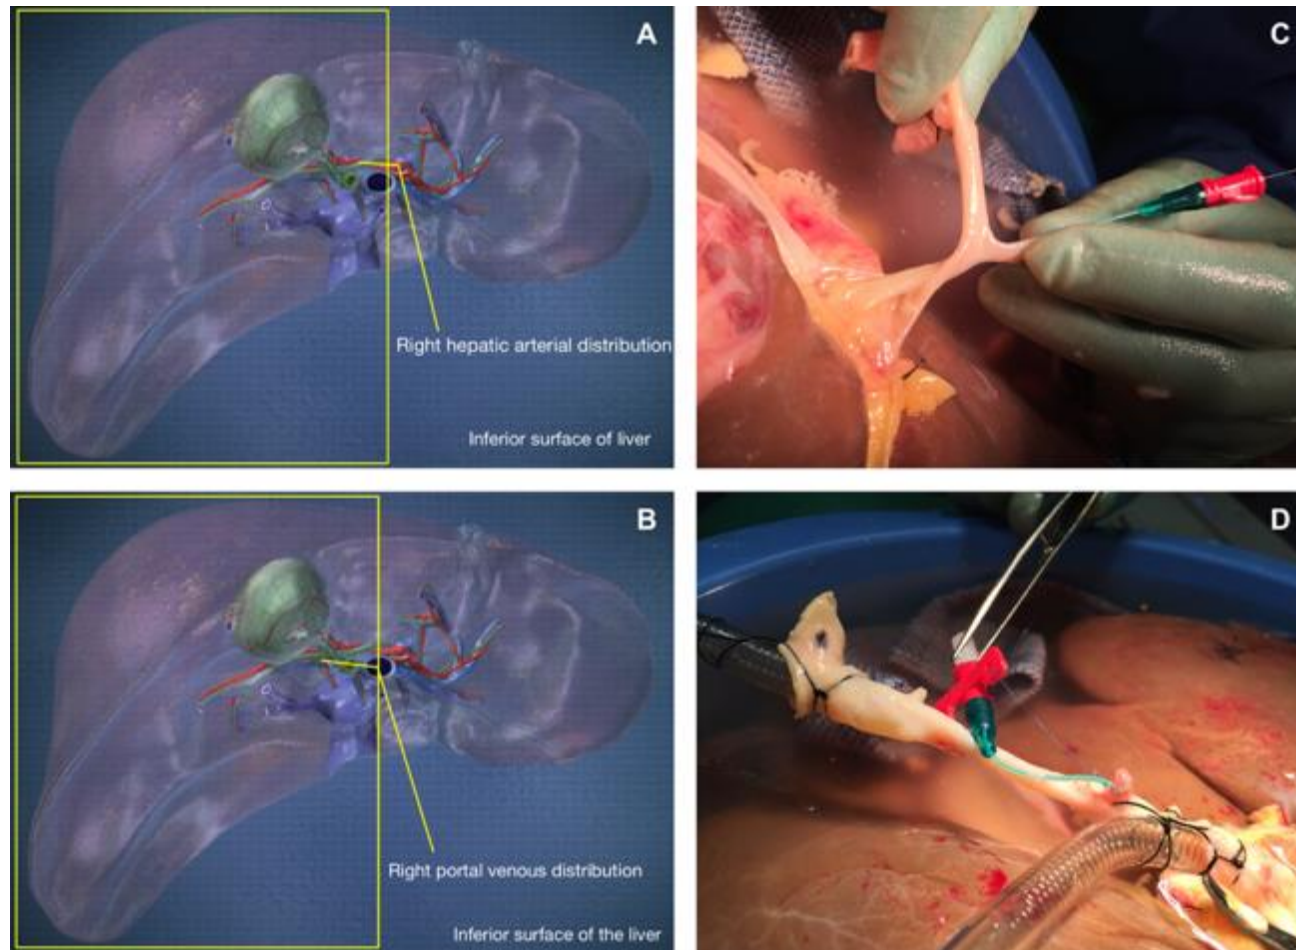 A
Right hepatic arterial distribution
Inferior surface of liver
C
B
Right portal venous distribution
Inferior surface of the liver
D